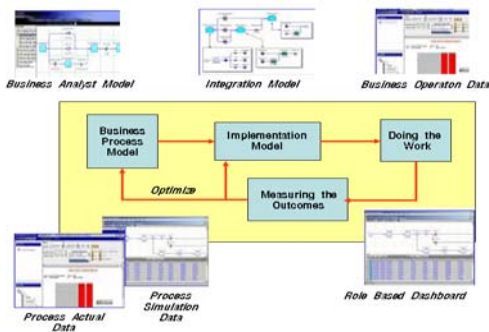 Business Analyst Model
Integration Model
Business Operaton Data
Business
Process
Model
Implementation
Model
Doing the
Work
Optimize
Measuring the
Outcomes
Process
Simulation
Data
Role Based Dashboard
Process Actual
Data